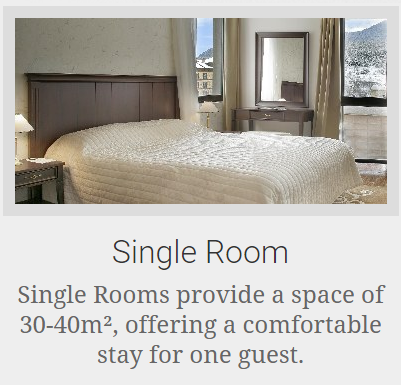 Single Room
Single Rooms provide a space of
30-40m², offering a comfortable
stay for one guest.